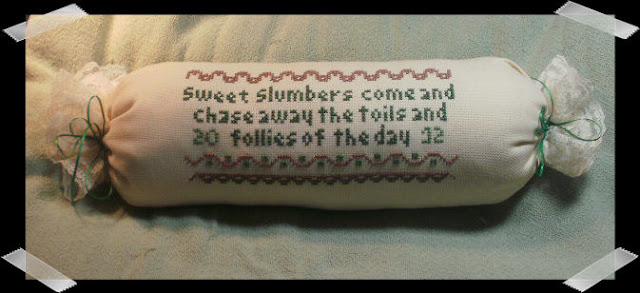 Sweet Slumbers come and
chase away the toils and
20 follies of the day 12